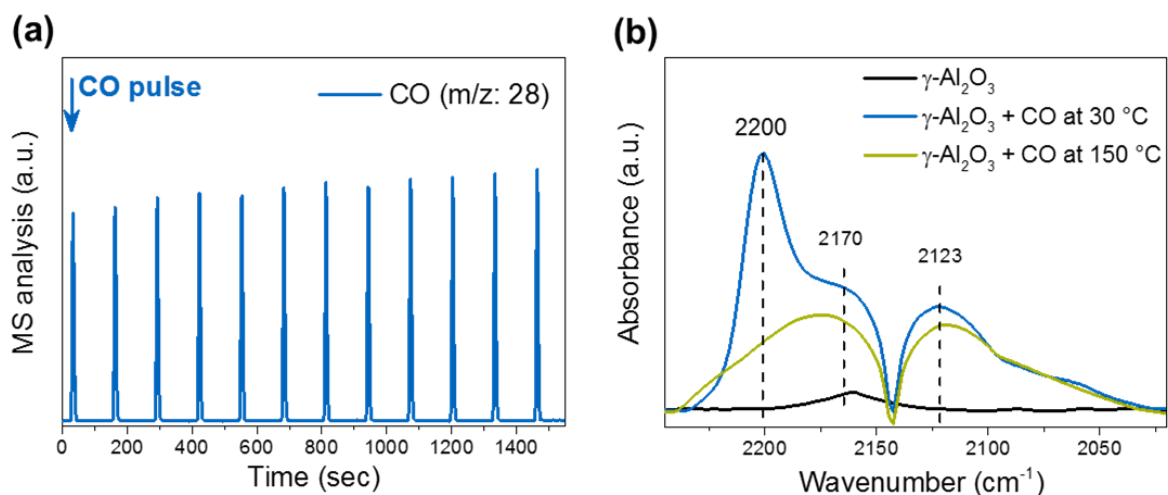 (a)
CO pulse
CO (m/z: 28)
MS analysis (a.u.)
0 200 400 600 800 1000 1200 1400
Time (sec)
(b)
γ-Al₂O₃
γ-Al₂O₃ + CO at 30 °C
γ-Al₂O₃ + CO at 150 °C
2200
2170
2123
Absorbance (a.u.)
2200 2150 2100 2050
Wavenumber (cm⁻¹)